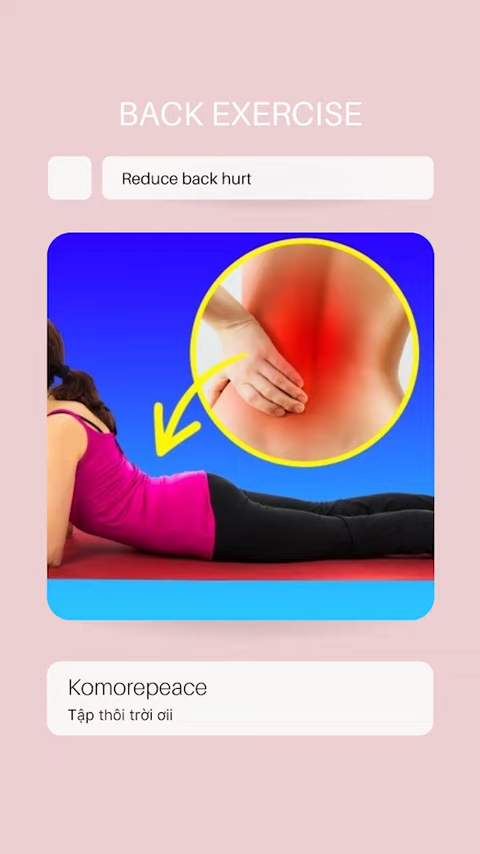 BACK EXERCISE
Reduce back hurt
Komorepeace
Tập thôi trời ơii